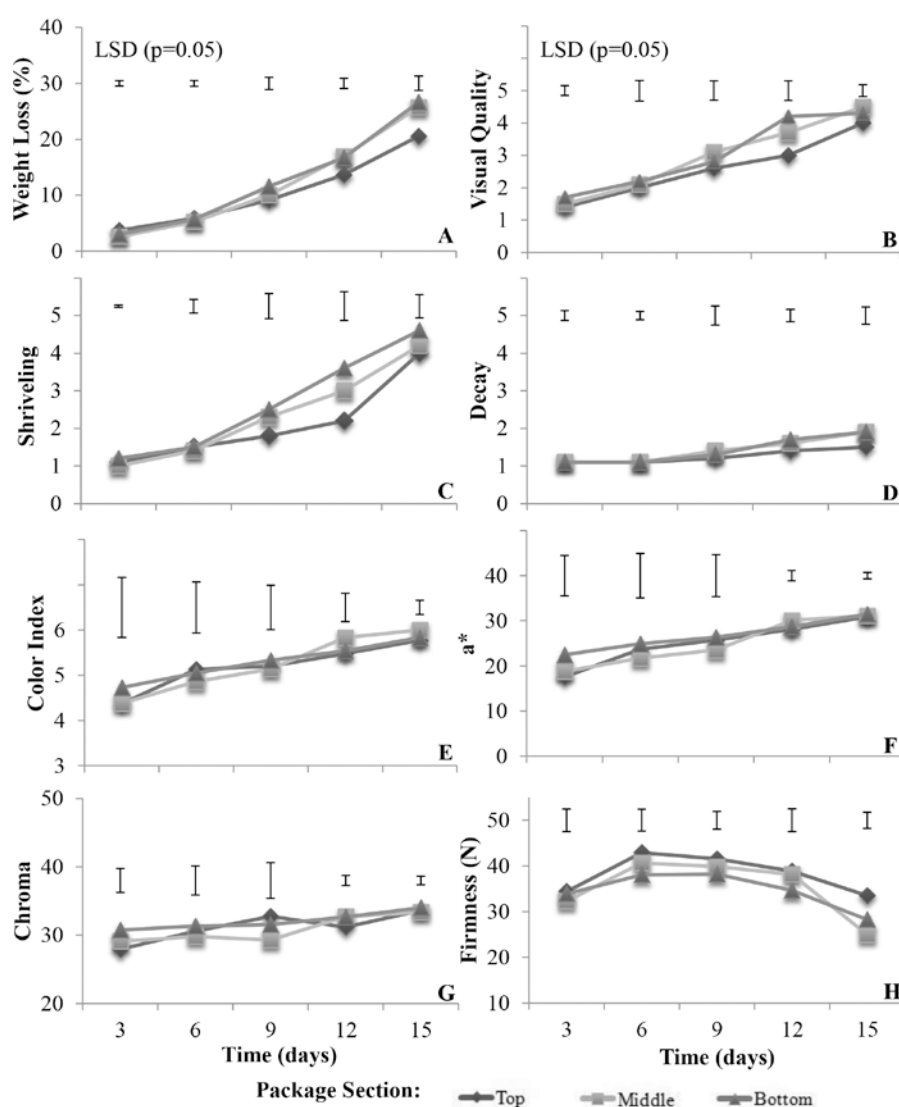 40
30
20
10
0
Weight Loss (%)
LSD (p=0.05)
A
5
4
3
2
1
0
Visual Quality
LSD (p=0.05)
B
5
4
3
2
1
0
Shriveling
C
5
4
3
2
1
0
Decay
D
6
5
4
3
Color Index
E
40
30
20
10
0
a*
F
50
40
30
20
Chroma
G
3 6 9 12 15
Time (days)
50
40
30
20
10
Firmness (N)
H
3 6 9 12 15
Time (days)
Package Section: Top Middle Bottom